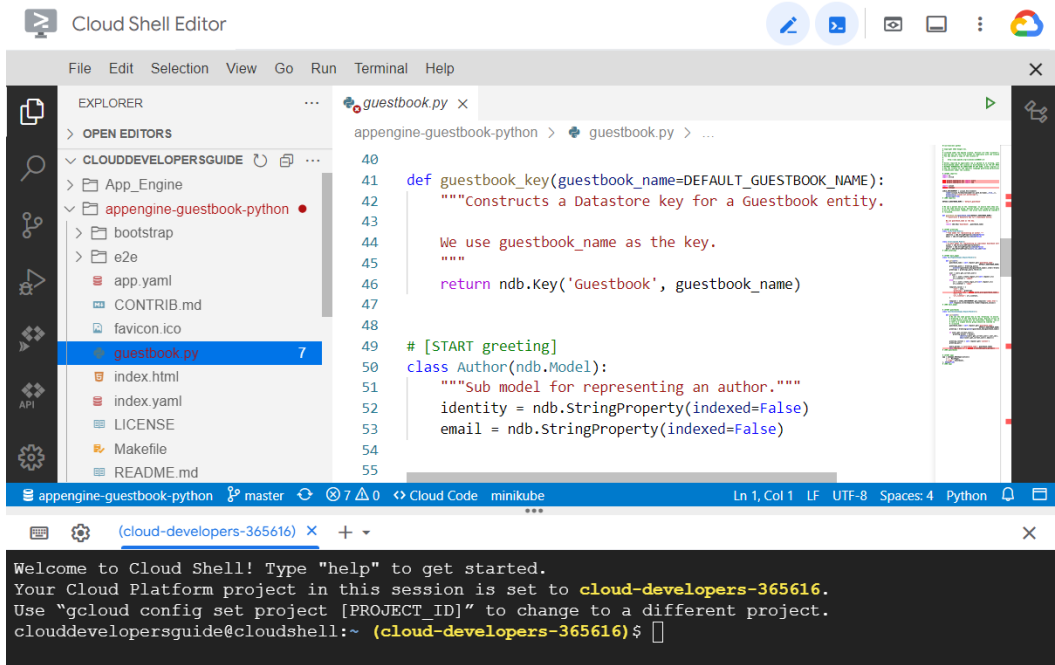 Cloud Shell Editor
File Edit Selection View Go Run Terminal Help
EXPLORER
OPEN EDITORS
CLOUDDEVELOPERSGUIDE
App_Engine
appengine-guestbook-python
bootstrap
e2e
app.yaml
CONTRIB.md
favicon.ico
guestbook.py 7
index.html
index.yaml
LICENSE
Makefile
README.md
API
guestbook.py
appengine-guestbook-python > guestbook.py > ...
40
41 def guestbook_key(guestbook_name=DEFAULT_GUESTBOOK_NAME):
42 """Constructs a Datastore key for a Guestbook entity.
43
44 We use guestbook_name as the key.
45 """
46 return ndb.Key('Guestbook', guestbook_name)
47
48
49 # [START greeting]
50 class Author(ndb.Model):
51 """Sub model for representing an author."""
52 identity = ndb.StringProperty(indexed=False)
53 email = ndb.StringProperty(indexed=False)
54
55
appengine-guestbook-python master 7 0 Cloud Code minikube Ln 1, Col 1 LF UTF-8 Spaces: 4 Python
(cloud-developers-365616)
Welcome to Cloud Shell! Type "help" to get started.
Your Cloud Platform project in this session is set to cloud-developers-365616.
Use “gcloud config set project [PROJECT_ID]” to change to a different project.
clouddevelopersguide@cloudshell:~ (cloud-developers-365616)$